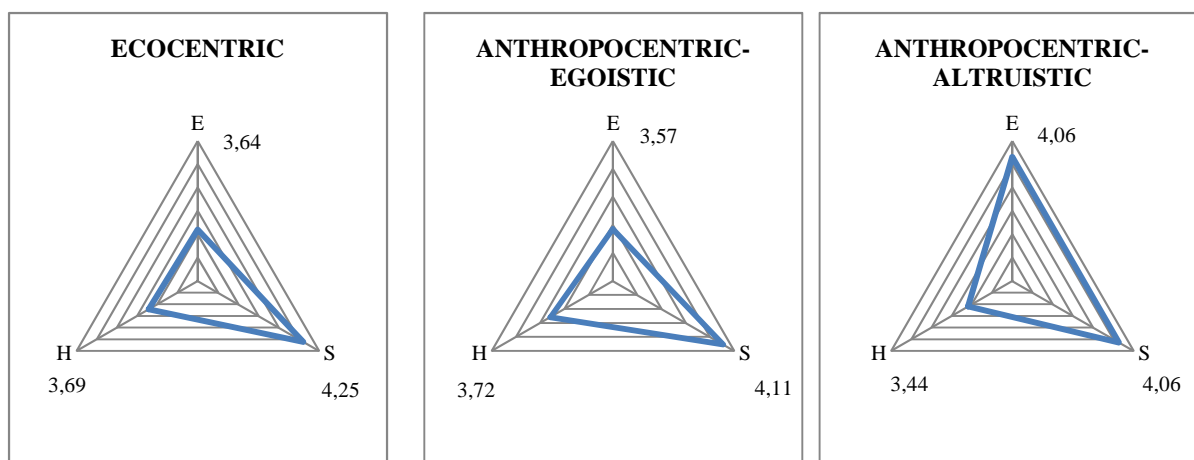 ECOCENTRIC
E
3,64
H
S
3,69
4,25
ANTHROPOCENTRIC-
EGOISTIC
E
3,57
H
S
3,72
4,11
ANTHROPOCENTRIC-
ALTRUISTIC
E
4,06
H
S
3,44
4,06